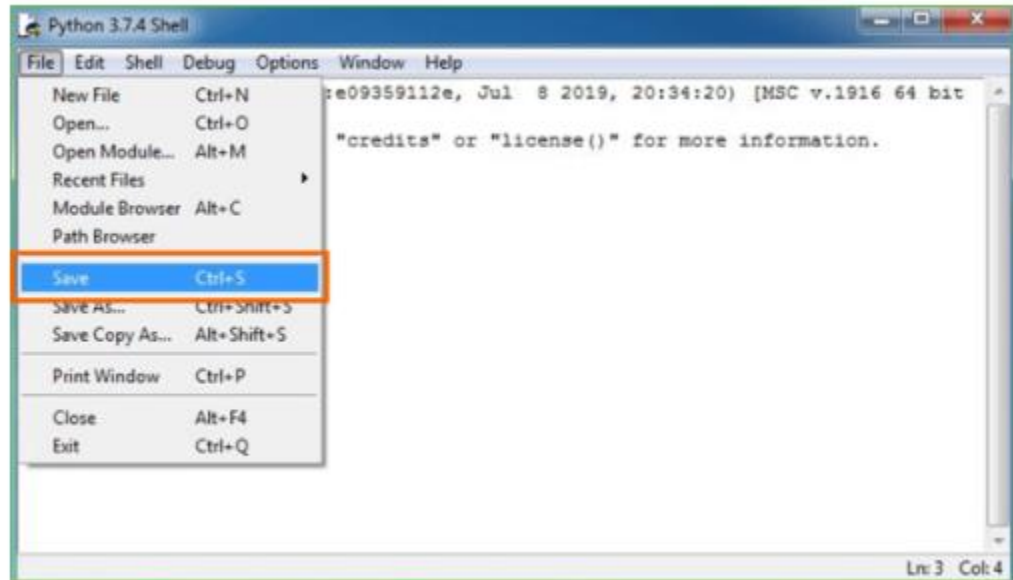 Python 3.7.4 Shell
File Edit Shell Debug Options Window Help
:e09359112e, Jul 8 2019, 20:34:20) [MSC v.1916 64 bit
"credits" or "license()" for more information.
New File Ctrl+N
Open... Ctrl+O
Open Module... Alt+M
Recent Files
Module Browser Alt+C
Path Browser
Save Ctrl+S
Save As... Ctrl+Shift+S
Save Copy As... Alt+Shift+S
Print Window Ctrl+P
Close Alt+F4
Exit Ctrl+Q
Ln: 3 Col: 4